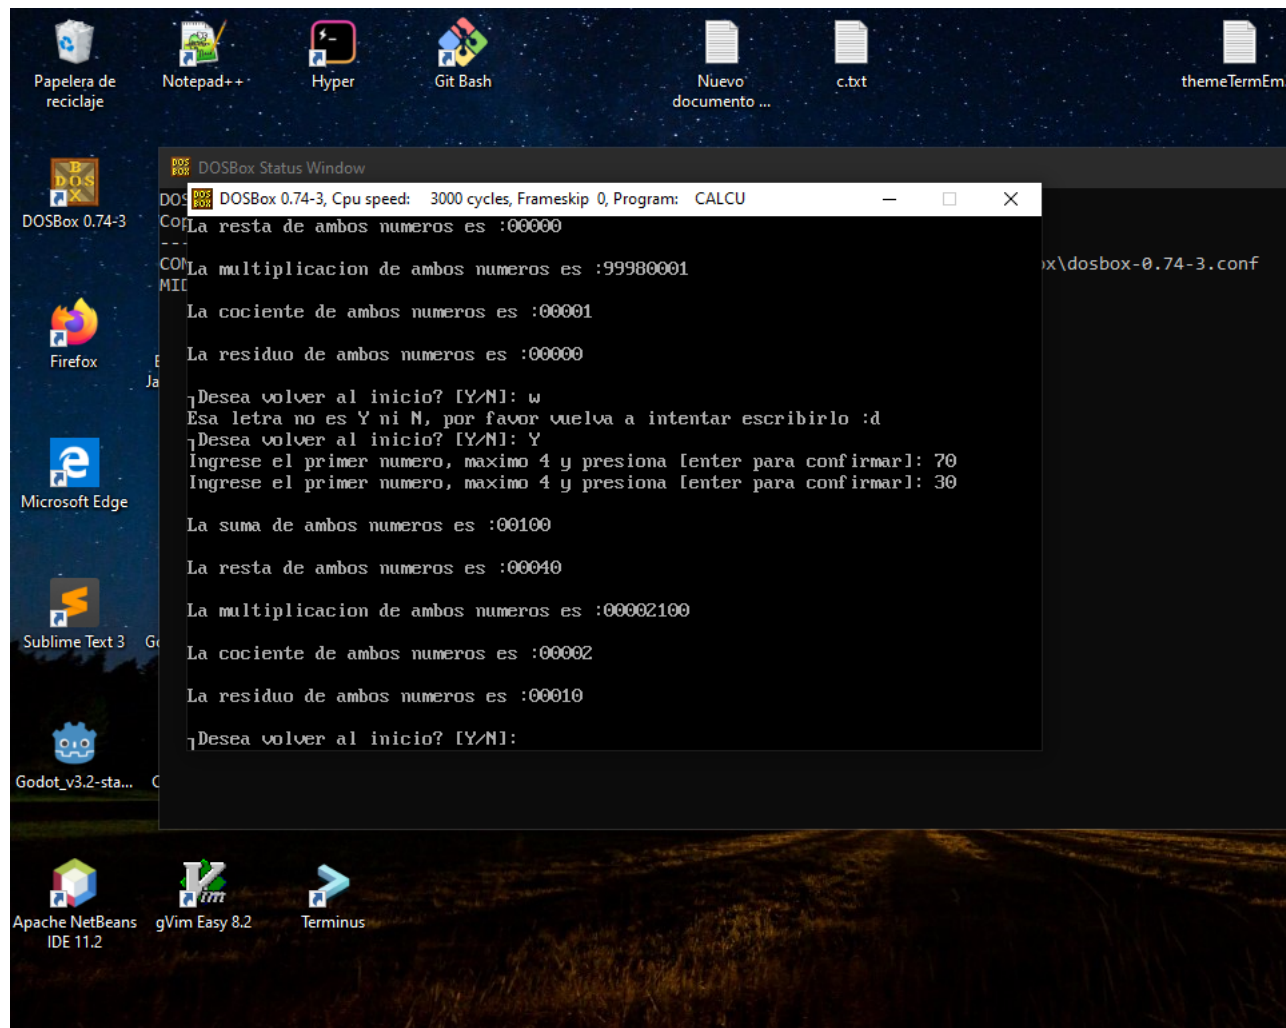 Papelera de
reciclaje
Notepad++
Hyper
Git Bash
Nuevo
documento ...
c.txt
themeTermEm
DOSBox 0.74-3
Firefox
Microsoft Edge
Sublime Text 3
Godot_v3.2-sta...
Apache NetBeans
IDE 11.2
gVim Easy 8.2
Terminus
DOSBox Status Window
x\dosbox-0.74-3.conf
DOSBox 0.74-3, Cpu speed: 3000 cycles, Frameskip 0, Program: CALCU
La resta de ambos numeros es :00000
La multiplicacion de ambos numeros es :99980001
La cociente de ambos numeros es :00001
La residuo de ambos numeros es :00000
┐Desea volver al inicio? [Y/N]: w
Esa letra no es Y ni N, por favor vuelva a intentar escribirlo :d
┐Desea volver al inicio? [Y/N]: Y
Ingrese el primer numero, maximo 4 y presiona [enter para confirmar]: 70
Ingrese el primer numero, maximo 4 y presiona [enter para confirmar]: 30
La suma de ambos numeros es :00100
La resta de ambos numeros es :00040
La multiplicacion de ambos numeros es :00002100
La cociente de ambos numeros es :00002
La residuo de ambos numeros es :00010
┐Desea volver al inicio? [Y/N]: